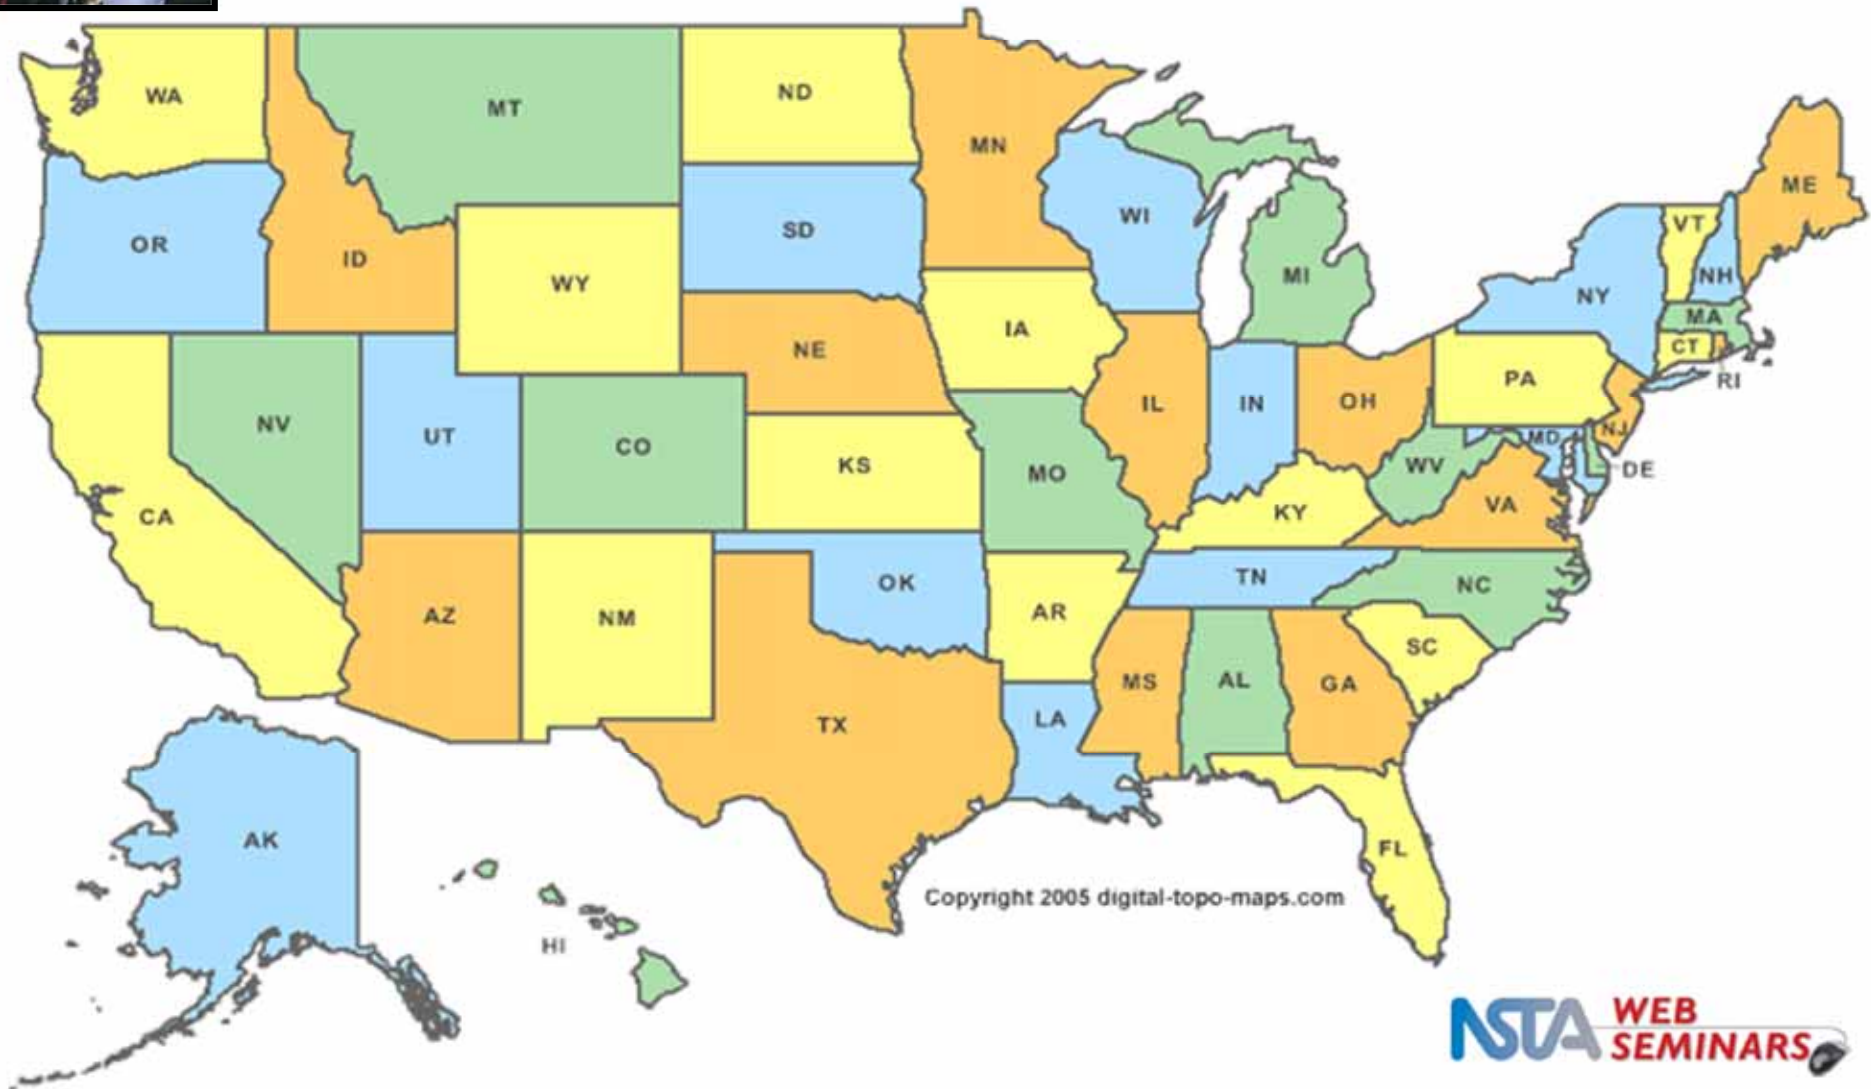 WA
MT
ND
MN
ME
OR
ID
WY
SD
WI
MI
VT
NH
NY
MA
CT
RI
IA
NE
PA
NJ
NV
UT
CO
KS
MO
IL
IN
OH
MD
DE
WV
VA
KY
CA
AZ
NM
OK
AR
TN
NC
SC
TX
LA
MS
AL
GA
FL
AK
HI
Copyright 2005 digital-topo-maps.com
NSTA WEB
SEMINARS